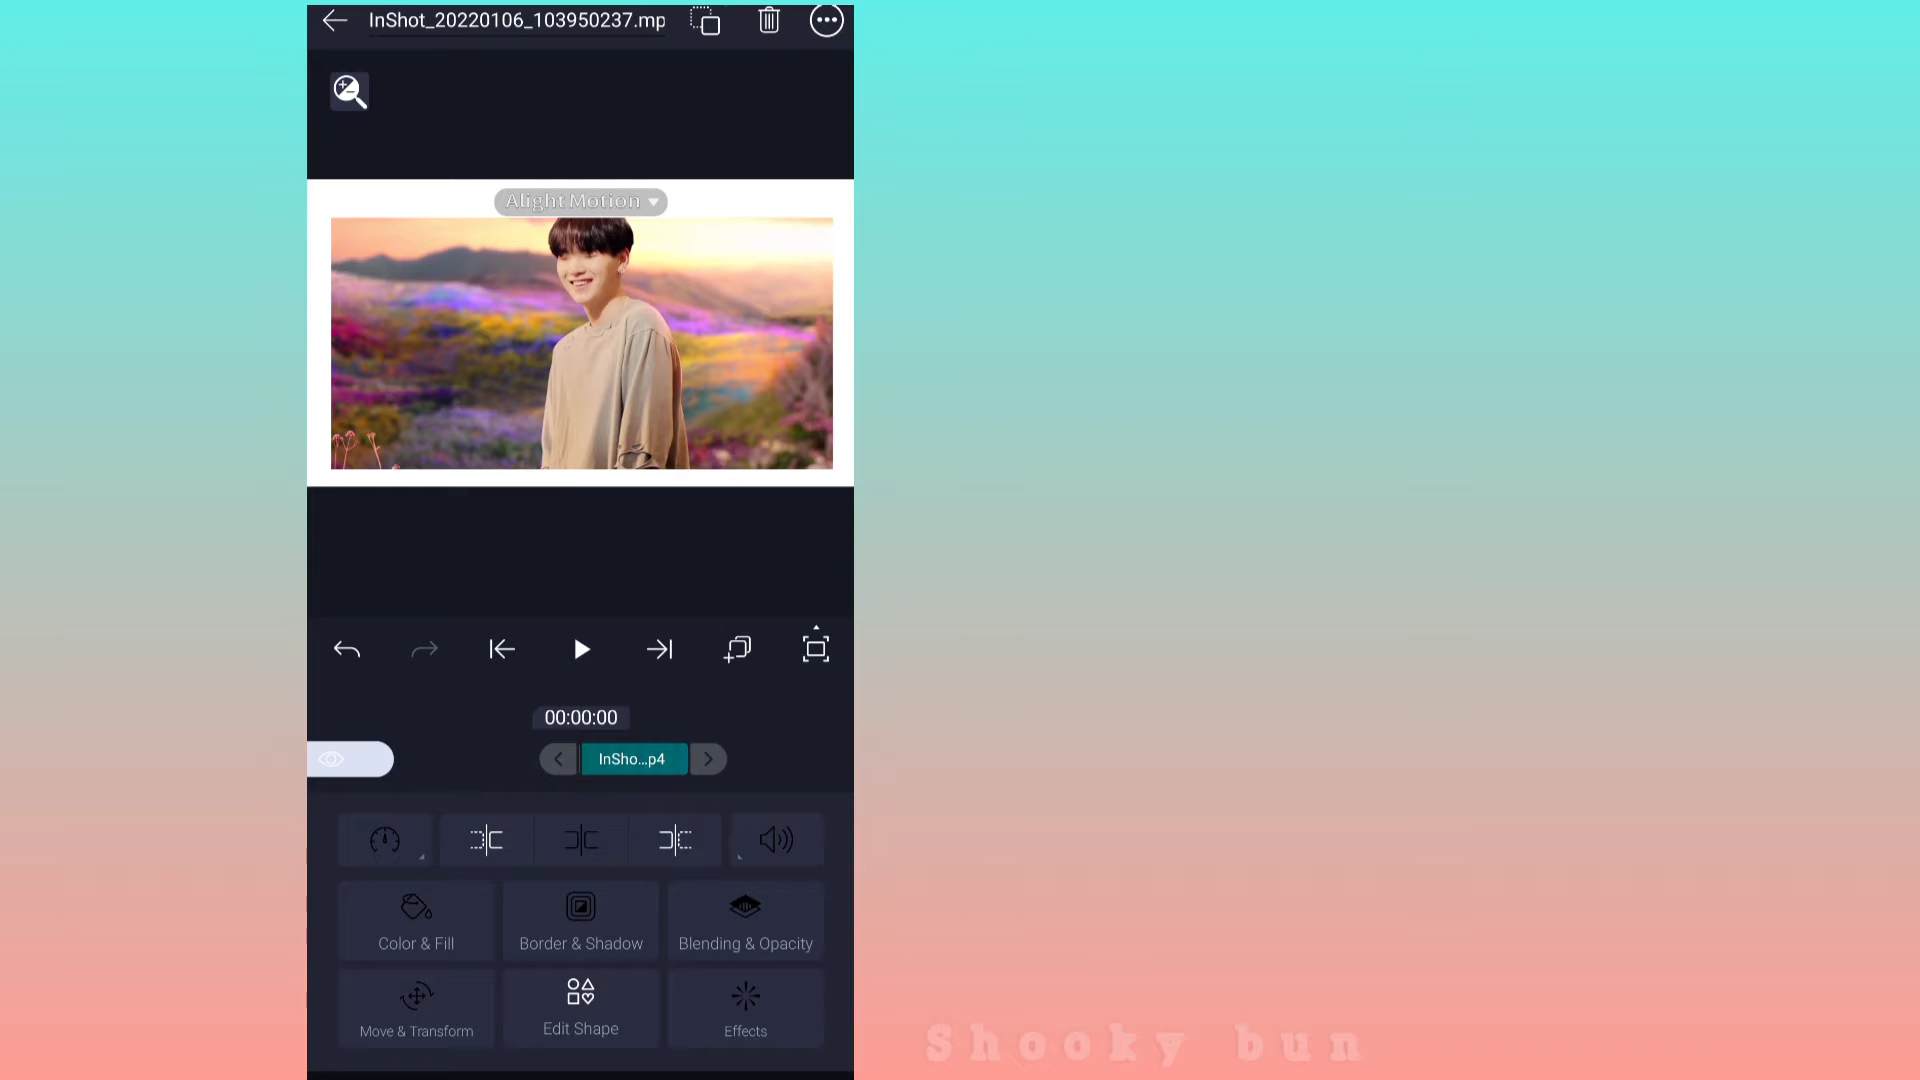 InShot_20220106_103950237.mp
Alight Motion
00:00:00
InSho...p4
Color & Fill
Border & Shadow
Blending & Opacity
Move & Transform
Edit Shape
Effects
Shooky bun